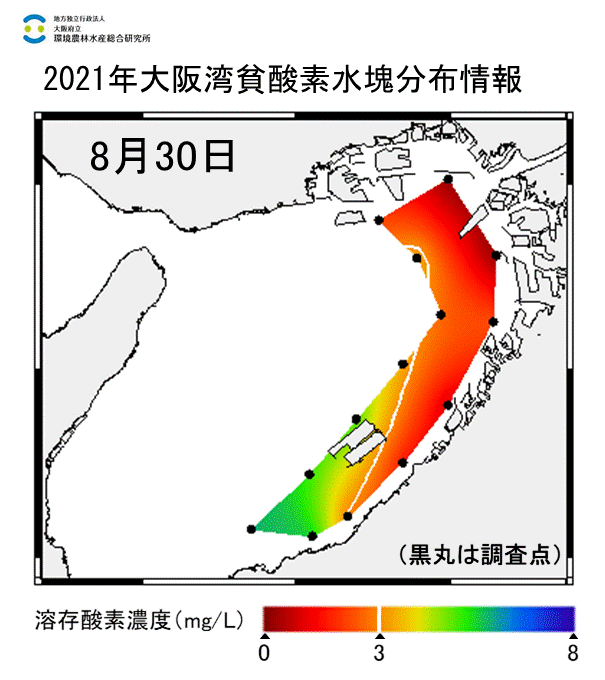 地方独立行政法人
大阪府立
環境農林水産総合研究所
2021年大阪湾貧酸素水塊分布情報
8月30日
(黒丸は調査点)
溶存酸素濃度(mg/L)
0 3 8